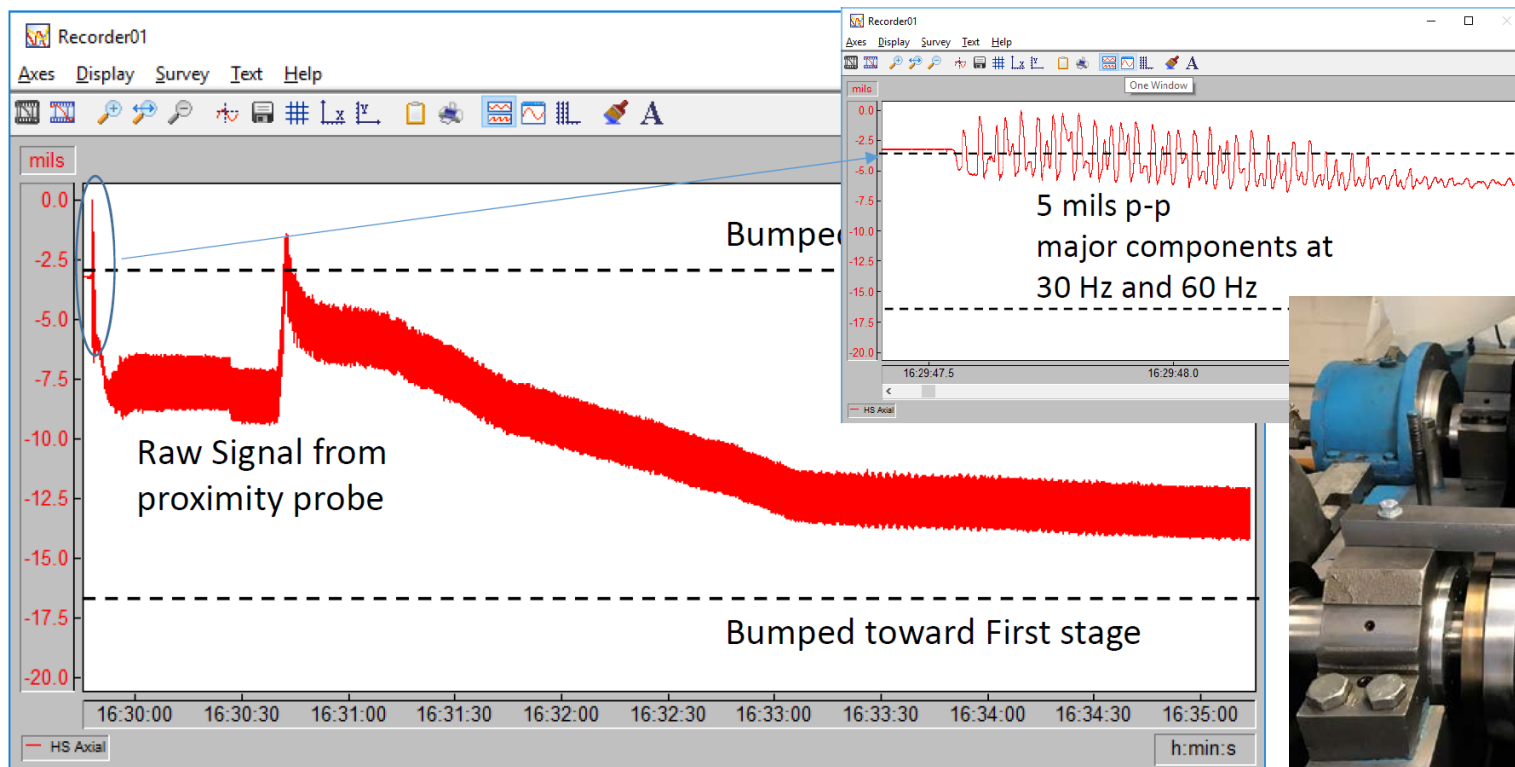 Recorder01
Axes Display Survey Text Help
mils
0.0
-2.5
-5.0
-7.5
-10.0
-12.5
-15.0
-17.5
-20.0
Bumped
Raw Signal from
proximity probe
Bumped toward First stage
16:30:00 16:30:30 16:31:00 16:31:30 16:32:00 16:32:30 16:33:00 16:33:30 16:34:00 16:34:30 16:35:00
HS Axial
h:min:s
Recorder01
Axes Display Survey Text Help
One Window
mils
0.0
-2.5
-5.0
-7.5
-10.0
-12.5
-15.0
-17.5
-20.0
5 mils p-p
major components at
30 Hz and 60 Hz
16:29:47.5 16:29:48.0
HS Axial